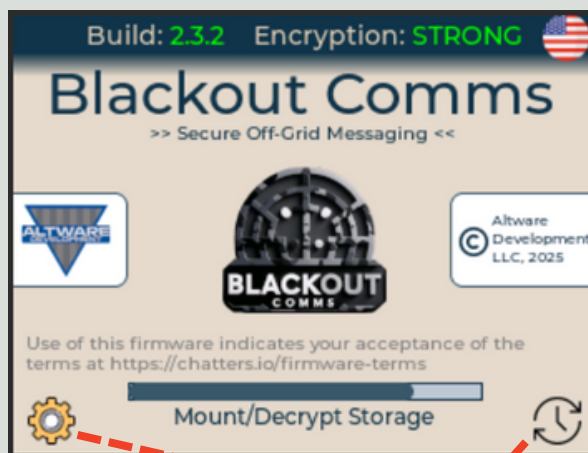 Build: 2.3.2 Encryption: STRONG
Blackout Comms
>> Secure Off-Grid Messaging <<
ALTWARE
DEVELOPMENT
BLACKOUT
COMMS
© Altware
Development
LLC, 2025
Use of this firmware indicates your acceptance of the
terms at https://chatters.io/firmware-terms
Mount/Decrypt Storage